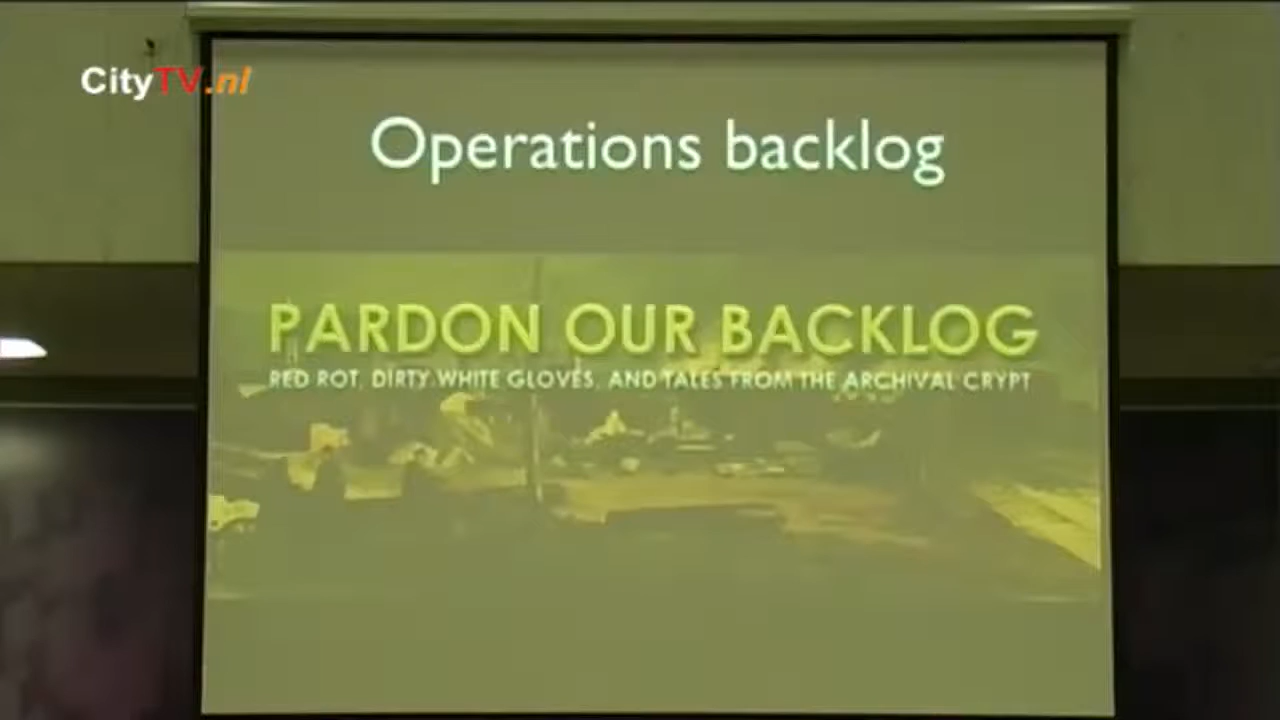 CityTV.nl
Operations backlog
PARDON OUR BACKLOG
RED ROT, DIRTY WHITE GLOVES, AND TALES FROM THE ARCHIVAL CRYPT